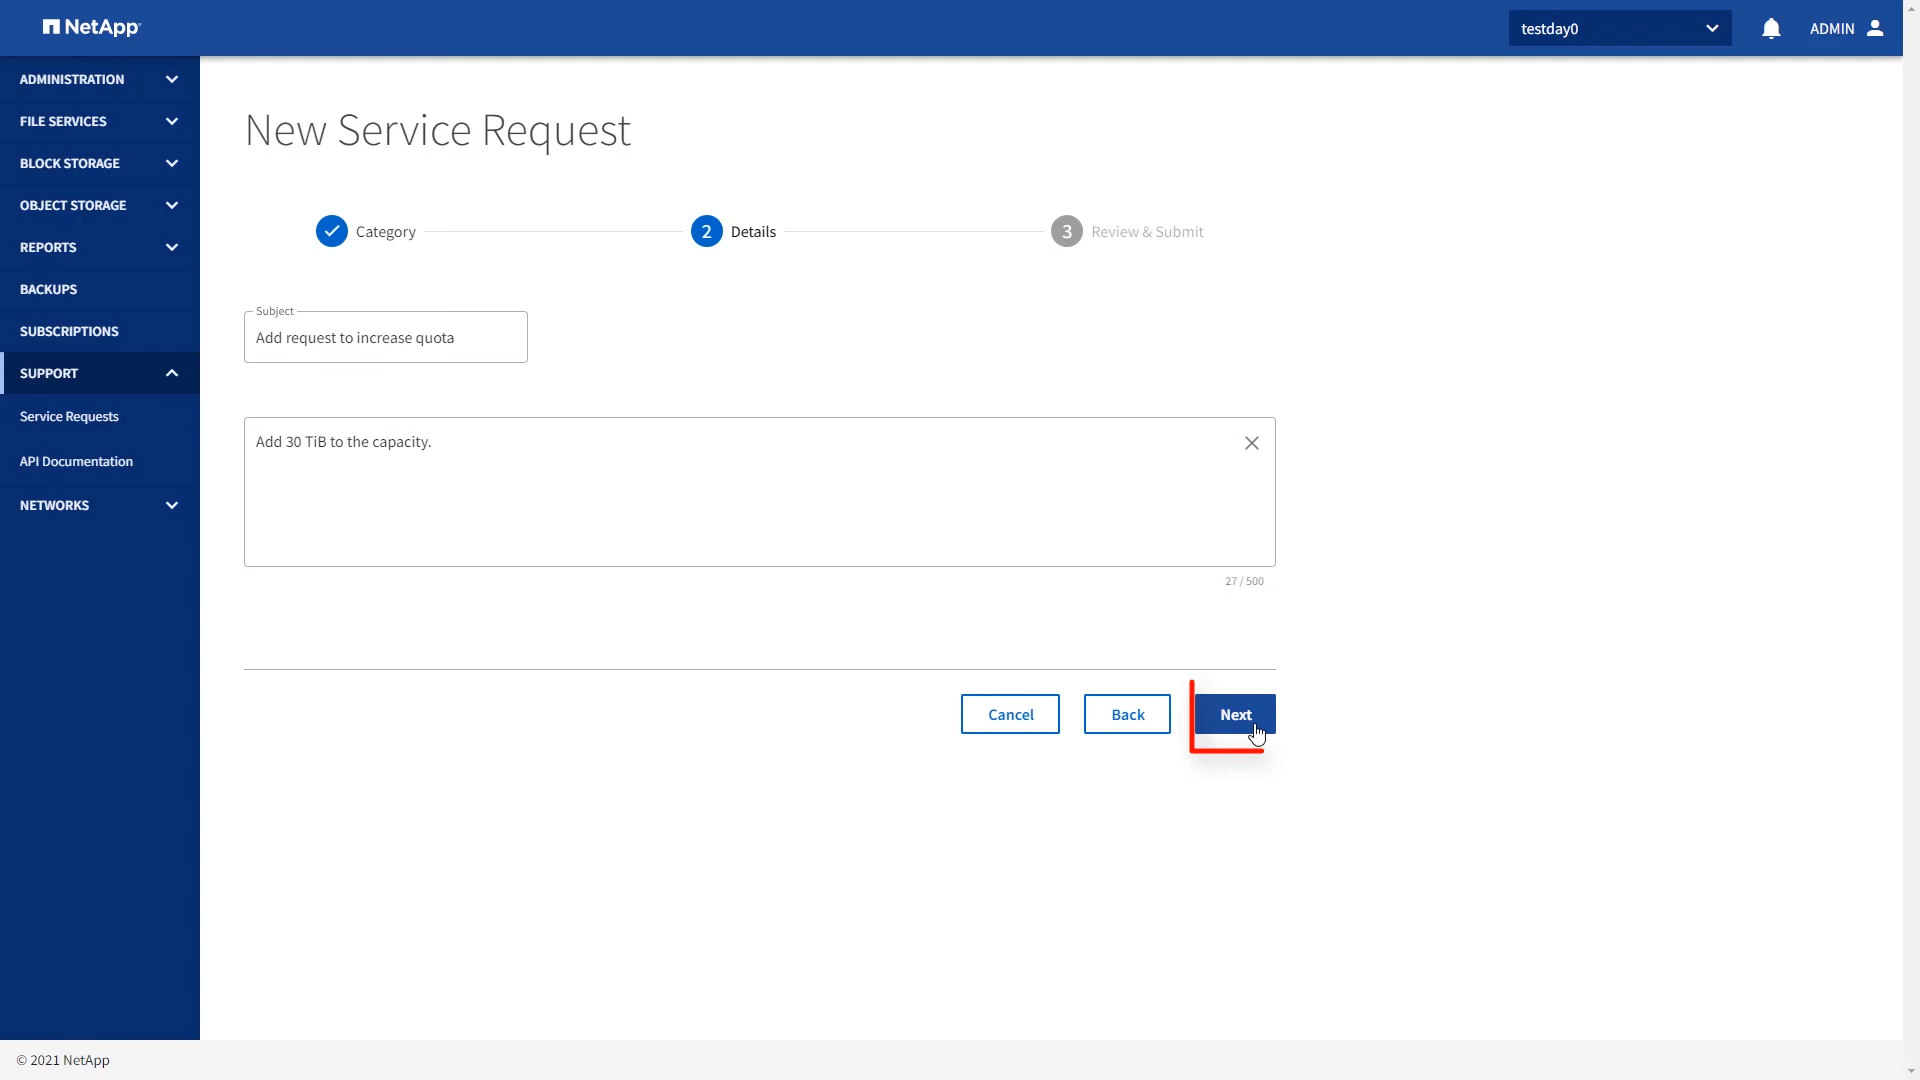 NetApp
testday0
ADMIN
ADMINISTRATION
FILE SERVICES
BLOCK STORAGE
OBJECT STORAGE
REPORTS
BACKUPS
SUBSCRIPTIONS
SUPPORT
Service Requests
API Documentation
NETWORKS
New Service Request
Category
2 Details
3 Review & Submit
Subject
Add request to increase quota
Add 30 TiB to the capacity.
27 / 500
Cancel
Back
Next
© 2021 NetApp